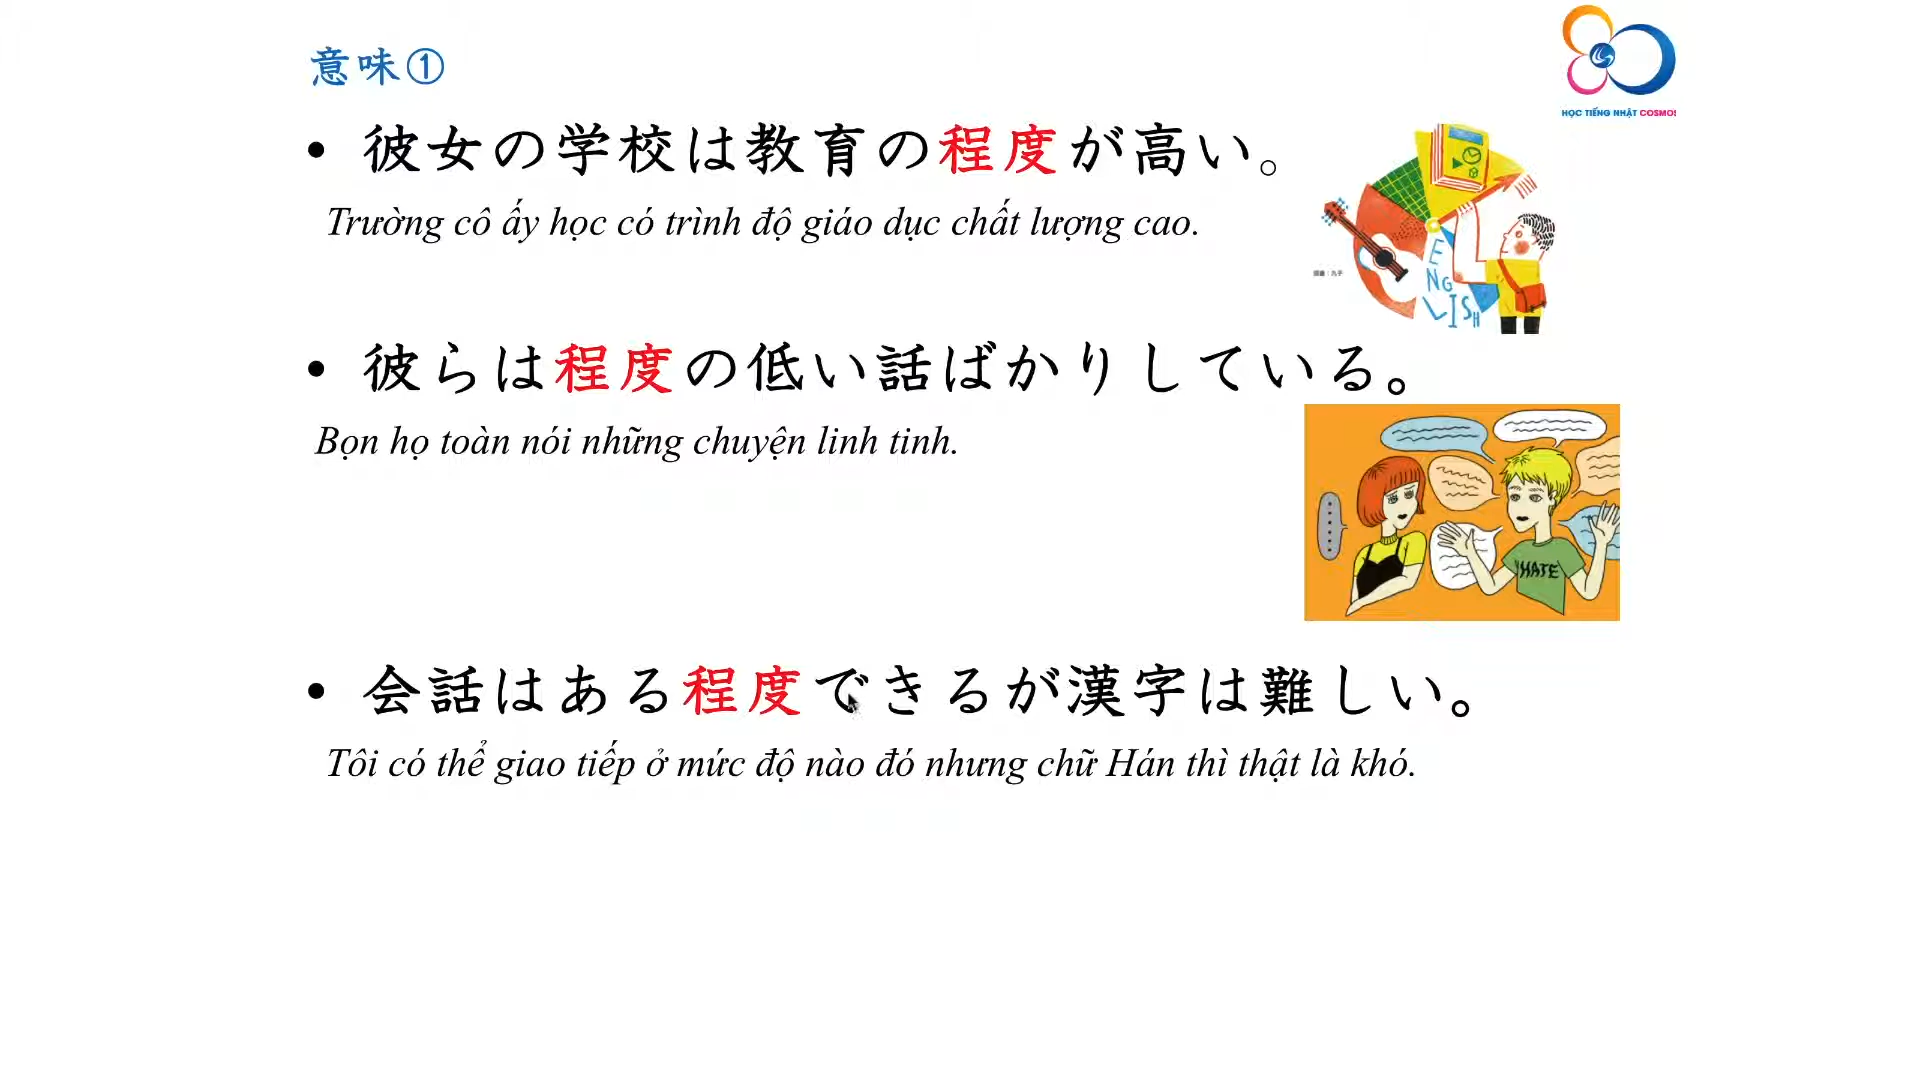 意味①
HỌC TIẾNG NHẬT COSMOS
• 彼女の学校は教育の程度が高い。
Trường cô ấy học có trình độ giáo dục chất lượng cao.
ENGLISH
• 彼らは程度の低い話ばかりしている。
Bọn họ toàn nói những chuyện linh tinh.
HATE
• 会話はある程度できるが漢字は難しい。
Tôi có thể giao tiếp ở mức độ nào đó nhưng chữ Hán thì thật là khó.